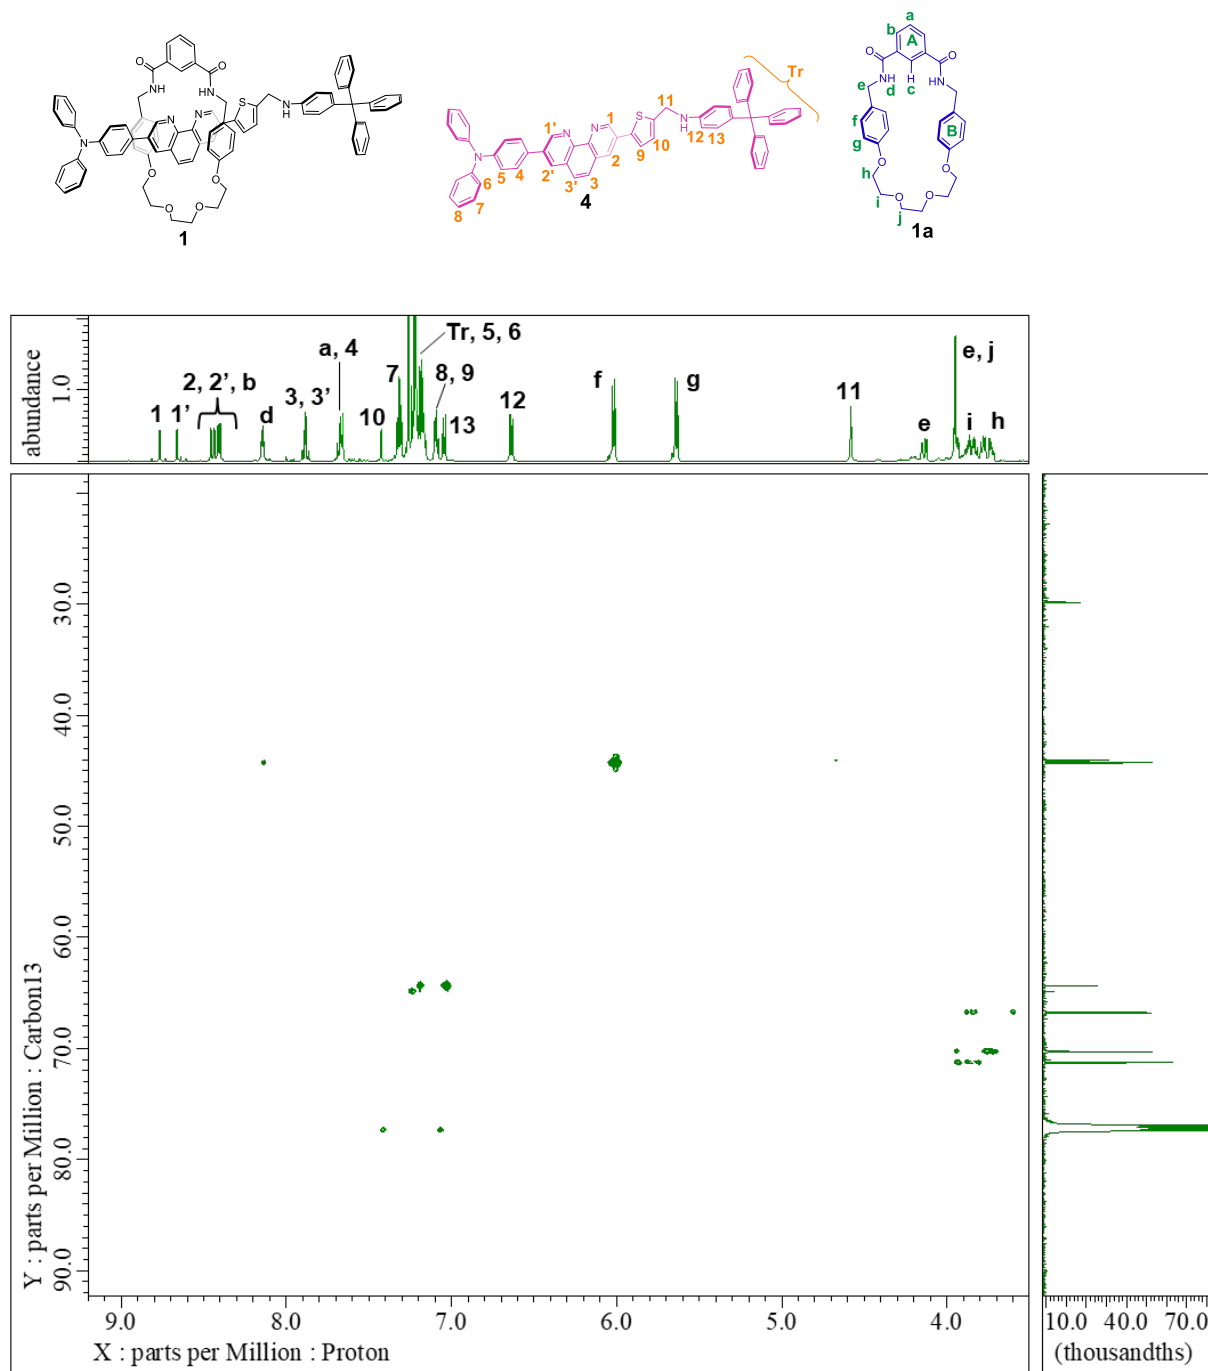 O
O
NH
HN
S
N
H
N
N
N
O
O
O
O
1
Tr
11
S
1
1'
N
N
N
H
12
13
10
9
2
N
4
5
2'
3'
3
6
7
8
4
a
b
A
O
O
NH
HN
c
d
e
f
B
g
O
O
h
i
O
O
j
1a
abundance
1.0
1
1'
2, 2', b
d
3, 3'
a, 4
10
7
Tr, 5, 6
8, 9
13
12
f
g
11
e
e, j
i
h
Y : parts per Million : Carbon13
30.0
40.0
50.0
60.0
70.0
80.0
90.0
9.0
8.0
7.0
6.0
5.0
4.0
X : parts per Million : Proton
10.0
40.0
70.0
(thousandths)